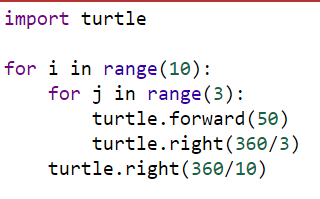 import turtle
for i in range(10):
    for j in range(3):
        turtle.forward(50)
        turtle.right(360/3)
    turtle.right(360/10)